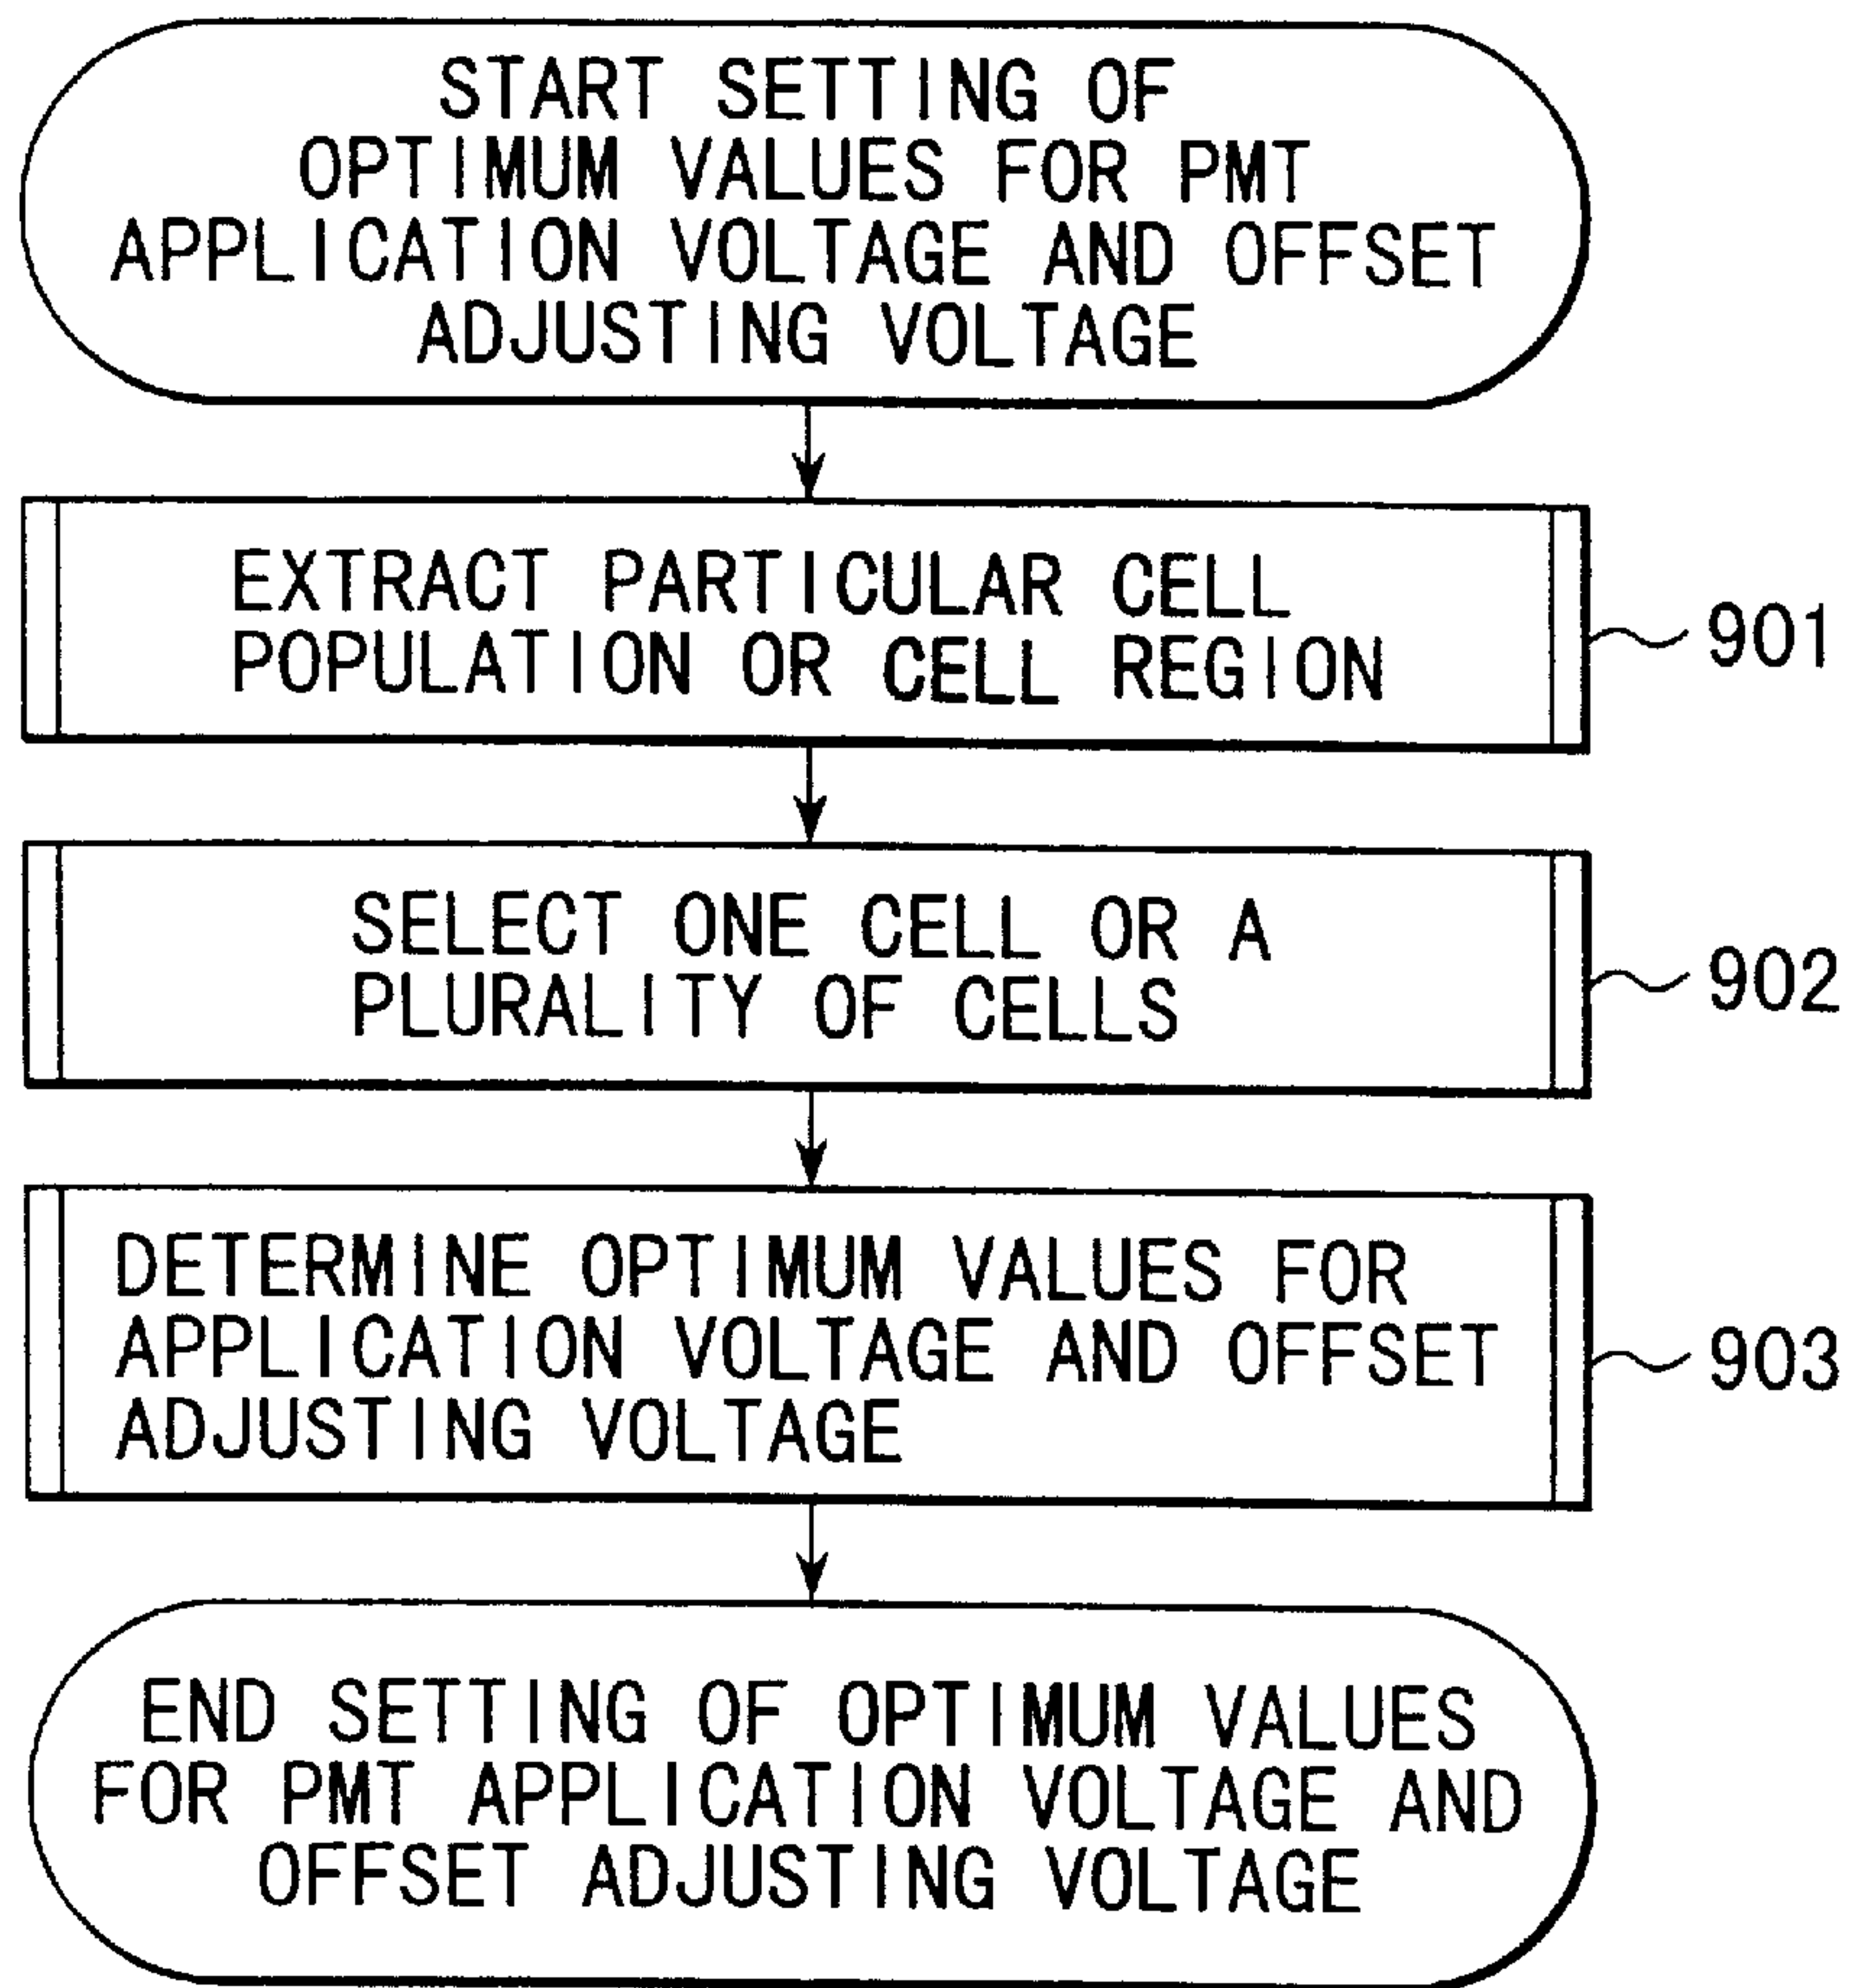 START SETTING OF
OPTIMUM VALUES FOR PMT
APPLICATION VOLTAGE AND OFFSET
ADJUSTING VOLTAGE
EXTRACT PARTICULAR CELL
POPULATION OR CELL REGION
901
SELECT ONE CELL OR A
PLURALITY OF CELLS
902
DETERMINE OPTIMUM VALUES FOR
APPLICATION VOLTAGE AND OFFSET
ADJUSTING VOLTAGE
903
END SETTING OF OPTIMUM VALUES
FOR PMT APPLICATION VOLTAGE AND
OFFSET ADJUSTING VOLTAGE